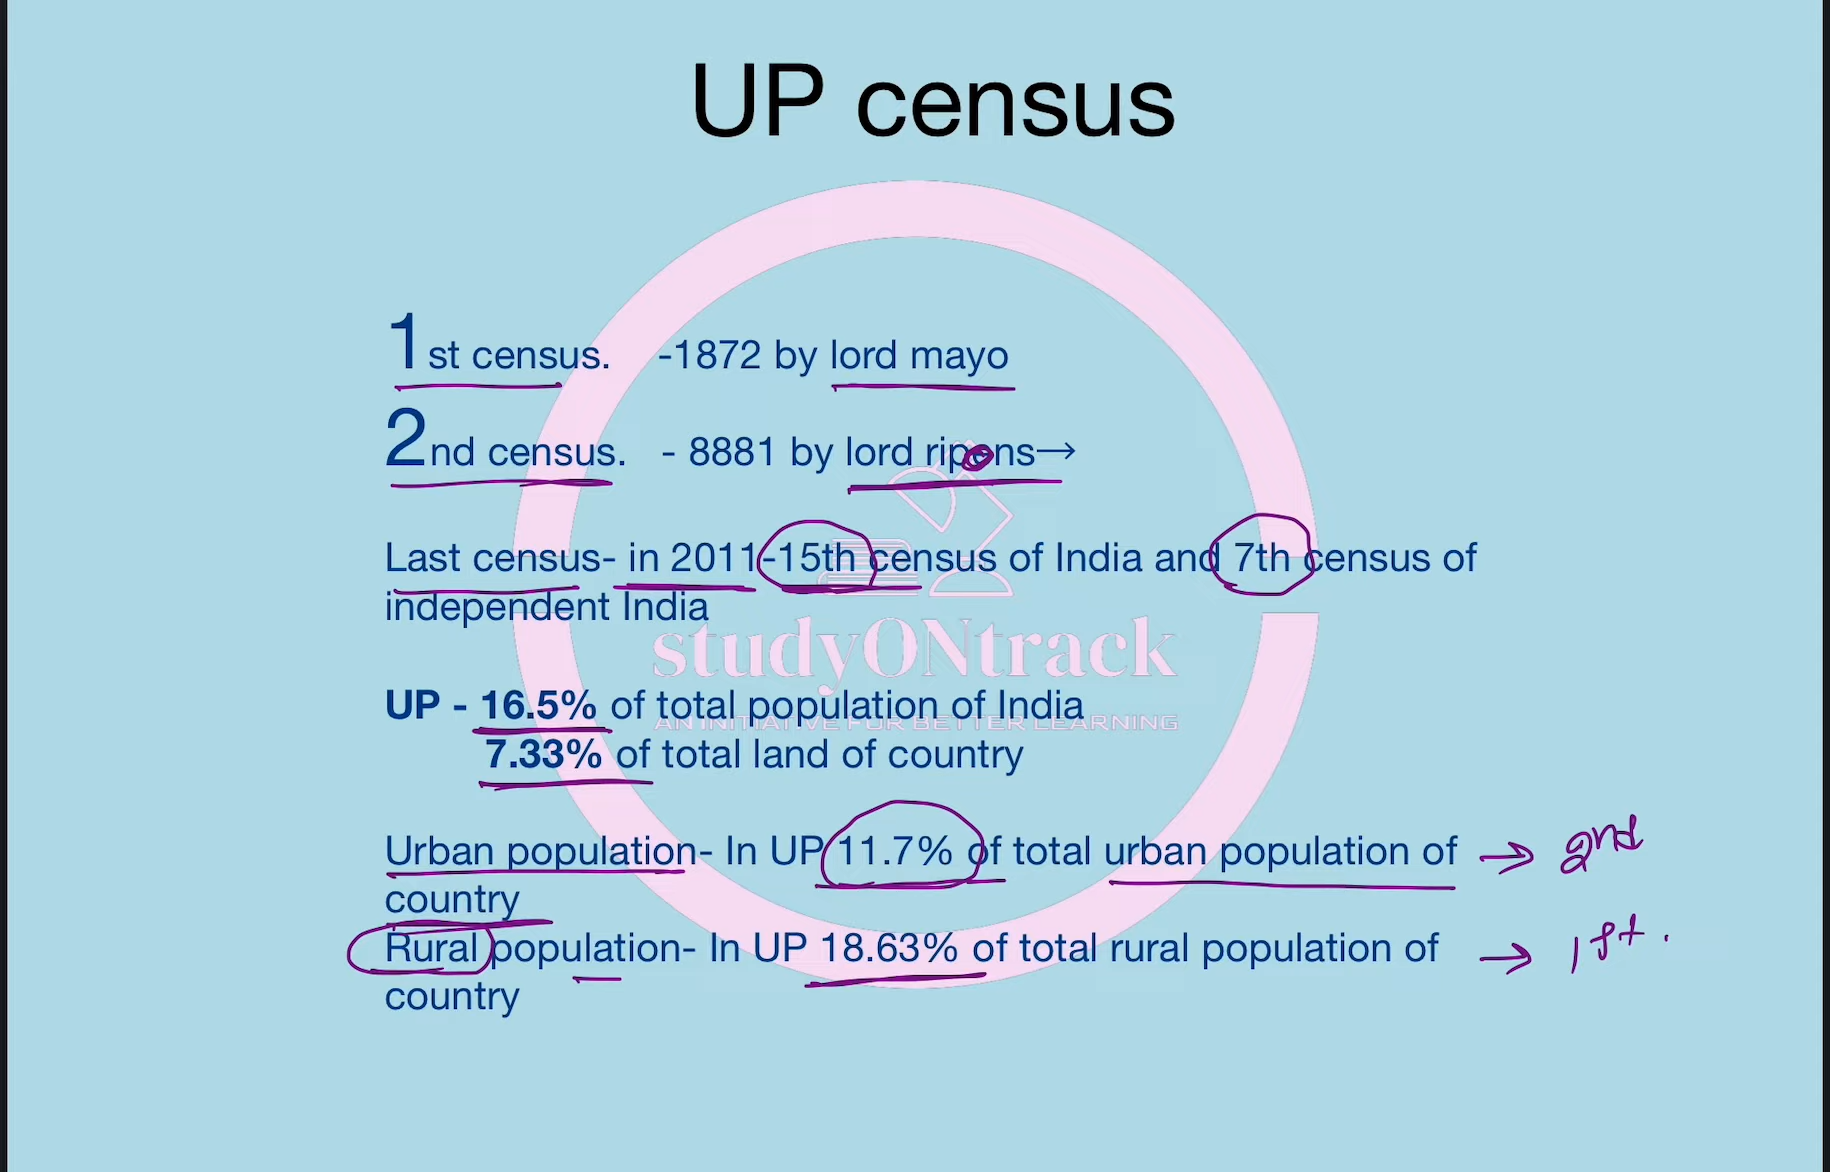 UP census
1st census. -1872 by lord mayo
2nd census. - 8881 by lord ripens→
Last census- in 2011-15th census of India and 7th census of
independent India
studyONtrack
UP - 16.5% of total population of India
AN INITIATIVE FOR BETTER LEARNING
7.33% of total land of country
Urban population- In UP 11.7% of total urban population of → 2nd
country
Rural population- In UP 18.63% of total rural population of → 1st.
country